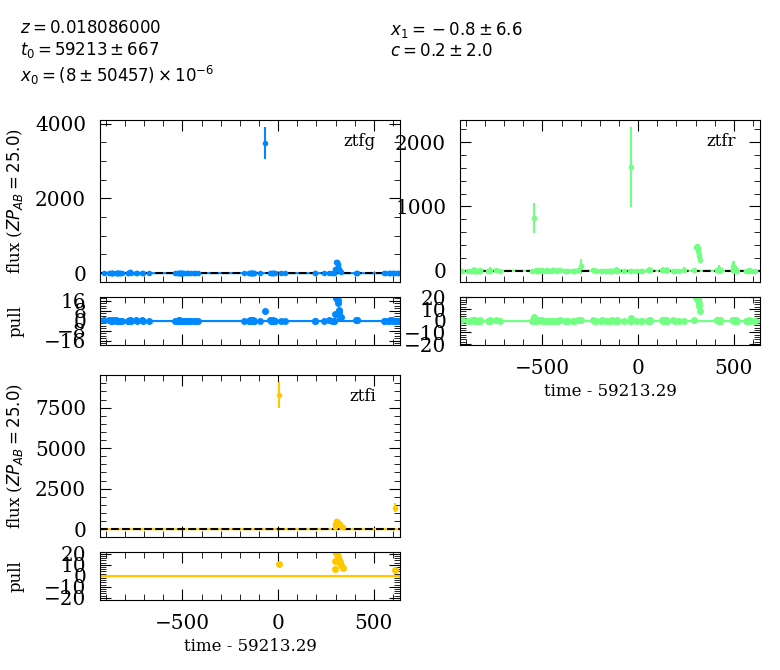 z = 0.018086000
t₀ = 59213 ± 667
x₀ = (8 ± 50457) × 10⁻⁶
x₁ = −0.8 ± 6.6
c = 0.2 ± 2.0
ztfg
flux (ZP_AB = 25.0)
4000
2000
0
pull
16
8
0
−8
−16
ztfr
2000
1000
0
20
10
0
−10
−20
−500
0
500
time - 59213.29
ztfi
flux (ZP_AB = 25.0)
7500
5000
2500
0
pull
20
10
0
−10
−20
−500
0
500
time - 59213.29